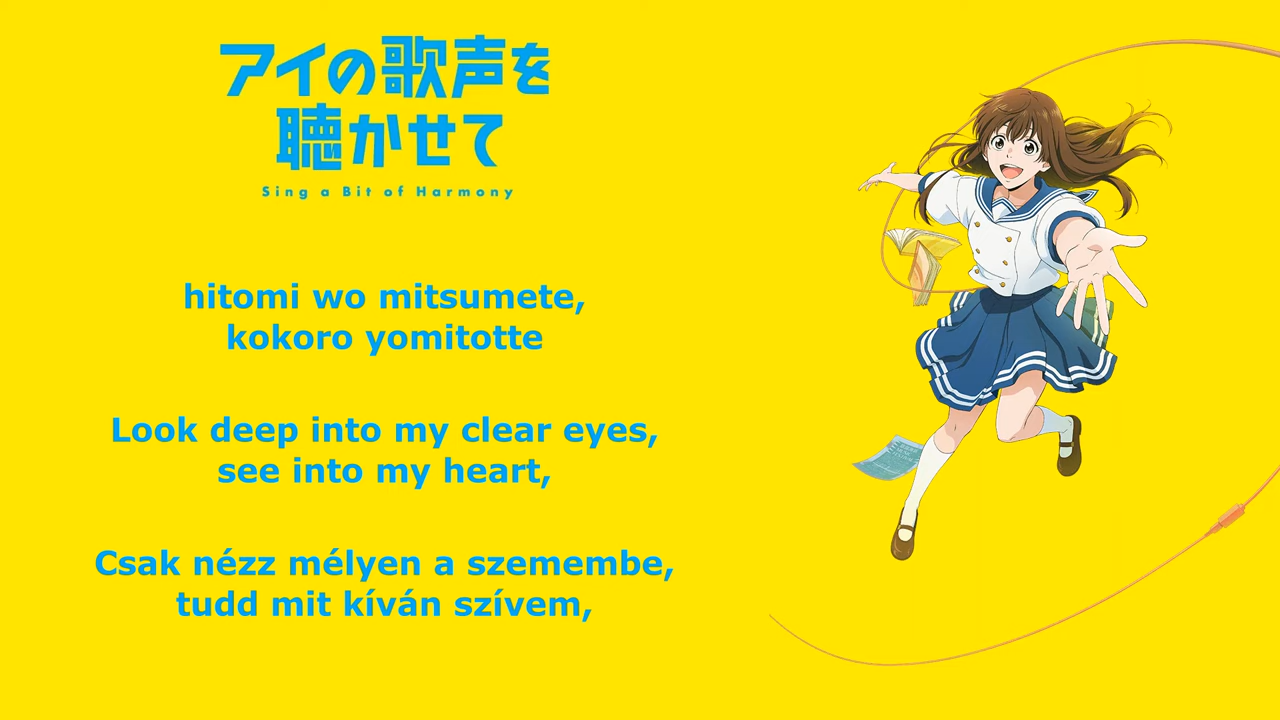 アイの歌声を
聴かせて
Sing a Bit of Harmony
hitomi wo mitsumete,
kokoro yomitotte
Look deep into my clear eyes,
see into my heart,
Csak nézz mélyen a szemembe,
tudd mit kíván szívem,